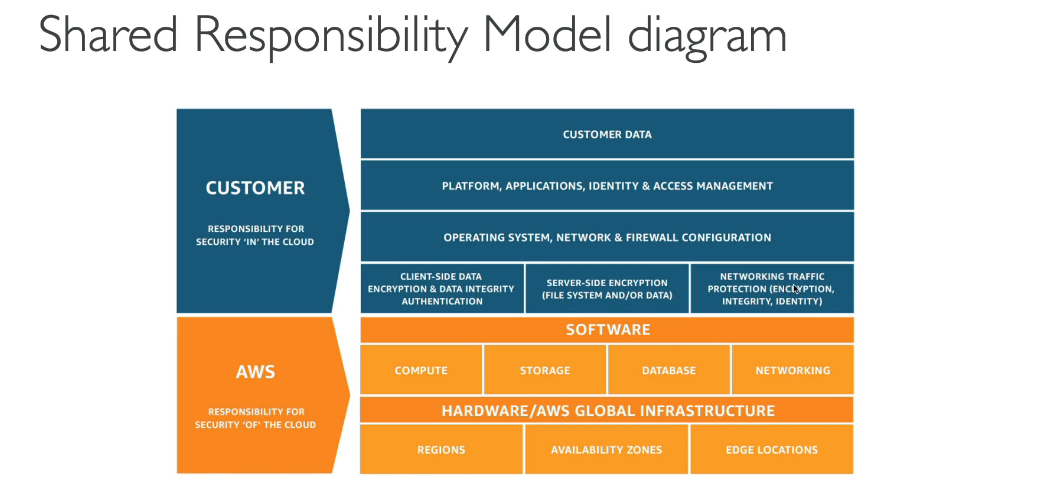 Shared Responsibility Model diagram
CUSTOMER
RESPONSIBILITY FOR
SECURITY ‘IN’ THE CLOUD
CUSTOMER DATA
PLATFORM, APPLICATIONS, IDENTITY & ACCESS MANAGEMENT
OPERATING SYSTEM, NETWORK & FIREWALL CONFIGURATION
CLIENT-SIDE DATA
ENCRYPTION & DATA INTEGRITY
AUTHENTICATION
SERVER-SIDE ENCRYPTION
(FILE SYSTEM AND/OR DATA)
NETWORKING TRAFFIC
PROTECTION (ENCRYPTION,
INTEGRITY, IDENTITY)
AWS
RESPONSIBILITY FOR
SECURITY ‘OF’ THE CLOUD
SOFTWARE
COMPUTE
STORAGE
DATABASE
NETWORKING
HARDWARE/AWS GLOBAL INFRASTRUCTURE
REGIONS
AVAILABILITY ZONES
EDGE LOCATIONS